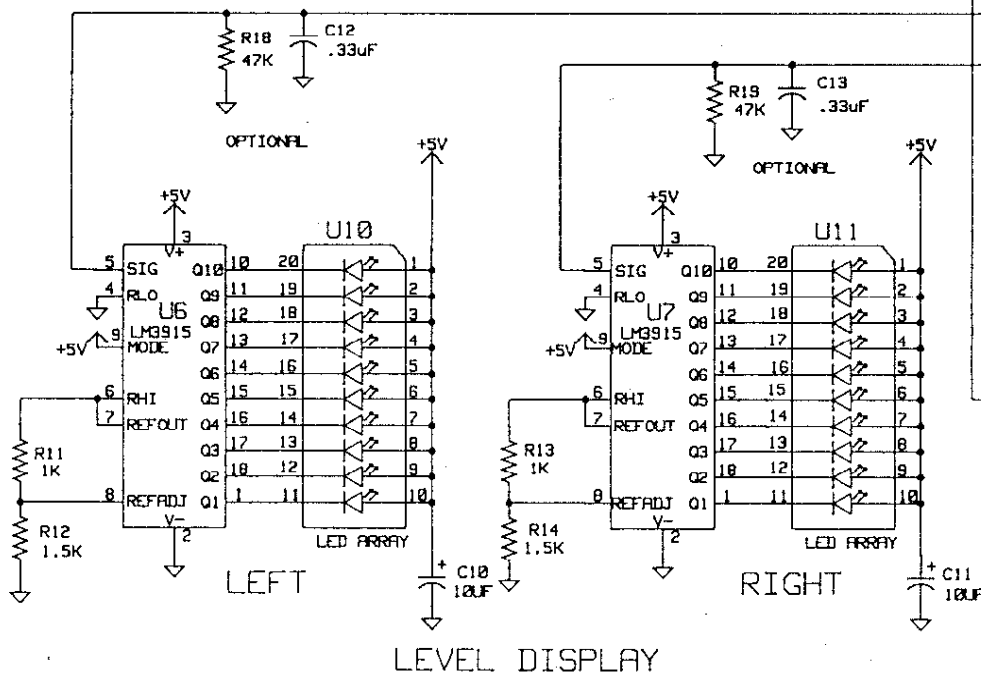 R18
47K
C12
.33uF
OPTIONAL
R19
47K
C13
.33uF
OPTIONAL
+5V
+5V
3
V+
U10
5 SIG Q10 10 20 1
4 RLO Q9 11 19 2
U6
LM3915
Q8 12 18 3
+5V 9 MODE Q7 13 17 4
Q6 14 16 5
6 RHI Q5 15 15 6
7 REFOUT Q4 16 14 7
Q3 17 13 8
Q2 18 12 9
8 REFADJ Q1 1 11 10
V-
2
R11
1K
R12
1.5K
LED ARRAY
LEFT
C10
10UF
+
+5V
+5V
3
V+
U11
5 SIG Q10 10 20 1
4 RLO Q9 11 19 2
U7
LM3915
Q8 12 18 3
+5V 9 MODE Q7 13 17 4
Q6 14 16 5
6 RHI Q5 15 15 6
7 REFOUT Q4 16 14 7
Q3 17 13 8
Q2 18 12 9
8 REFADJ Q1 1 11 10
V-
2
R13
1K
R14
1.5K
LED ARRAY
RIGHT
C11
10UF
+
LEVEL DISPLAY